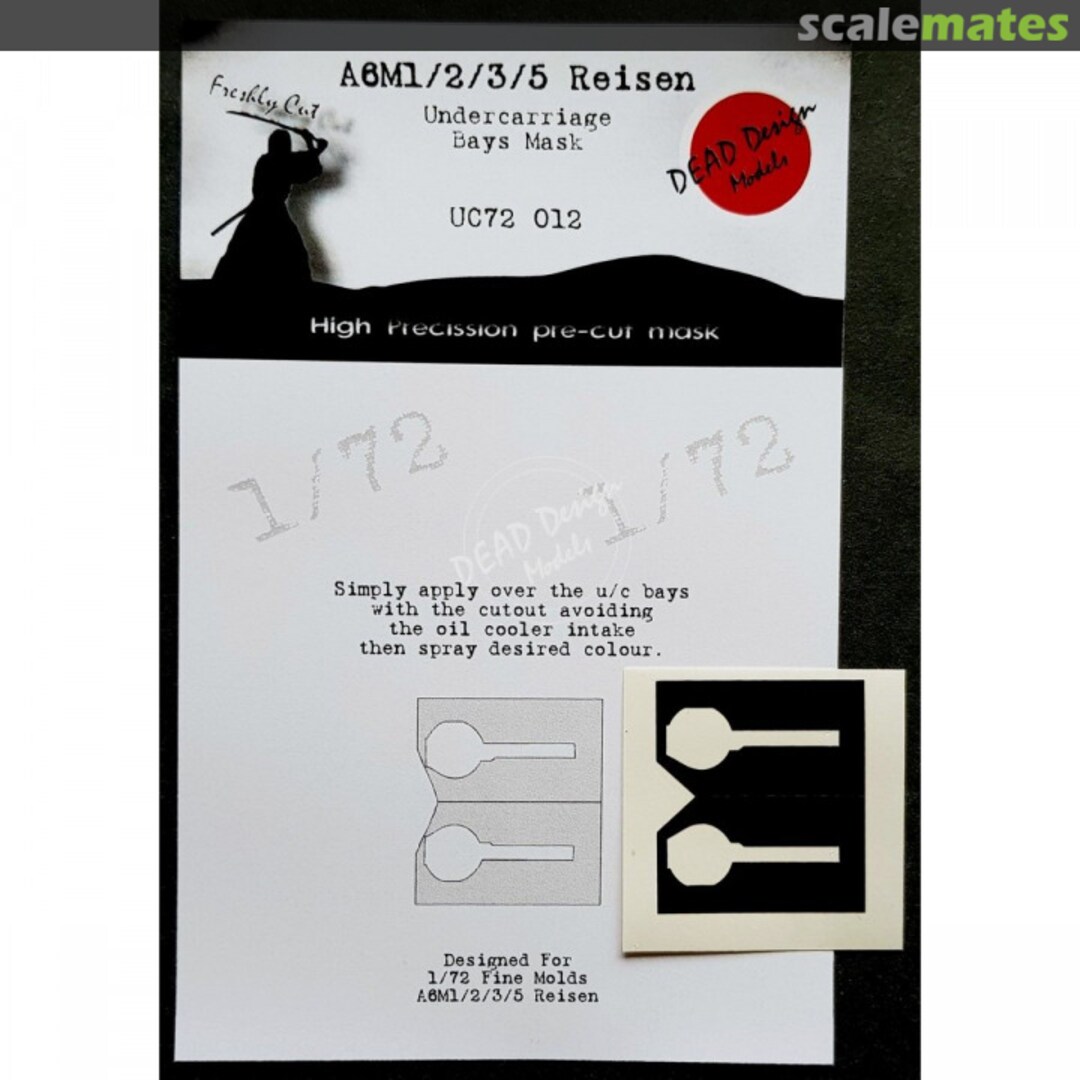 scalemates
A6M1/2/3/5 Reisen
Freshly Cut
Undercarriage
Bays Mask
DEAD Design
Models
UC72 012
High Precission pre-cut mask
1/72 1/72
DEAD Design
Models
Simply apply over the u/c bays
with the cutout avoiding
the oil cooler intake
then spray desired colour.
Designed For
1/72 Fine Molds
A6M1/2/3/5 Reisen